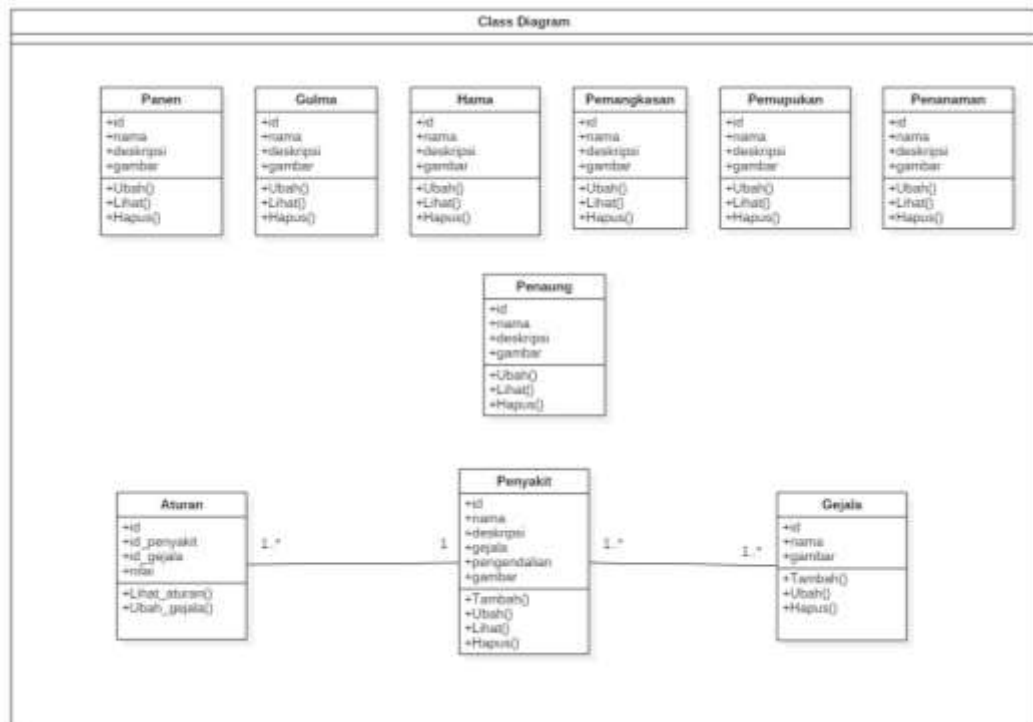 Class Diagram
Panen
+id
+nama
+deskripsi
+gambar
+Ubah()
+Lihat()
+Hapus()
Gulma
+id
+nama
+deskripsi
+gambar
+Ubah()
+Lihat()
+Hapus()
Hama
+id
+nama
+deskripsi
+gambar
+Ubah()
+Lihat()
+Hapus()
Pemangkasan
+id
+nama
+deskripsi
+gambar
+Ubah()
+Lihat()
+Hapus()
Pemupukan
+id
+nama
+deskripsi
+gambar
+Ubah()
+Lihat()
+Hapus()
Penanaman
+id
+nama
+deskripsi
+gambar
+Ubah()
+Lihat()
+Hapus()
Penaung
+id
+nama
+deskripsi
+gambar
+Ubah()
+Lihat()
+Hapus()
Aturan
+id
+id_penyakit
+id_gejala
+nilai
+Lihat_aturan()
+Ubah_gejala()
1..*
1
Penyakit
+id
+nama
+deskripsi
+gejala
+pengendalian
+gambar
+Tambah()
+Ubah()
+Lihat()
+Hapus()
1..*
1..*
Gejala
+id
+nama
+gambar
+Tambah()
+Ubah()
+Hapus()